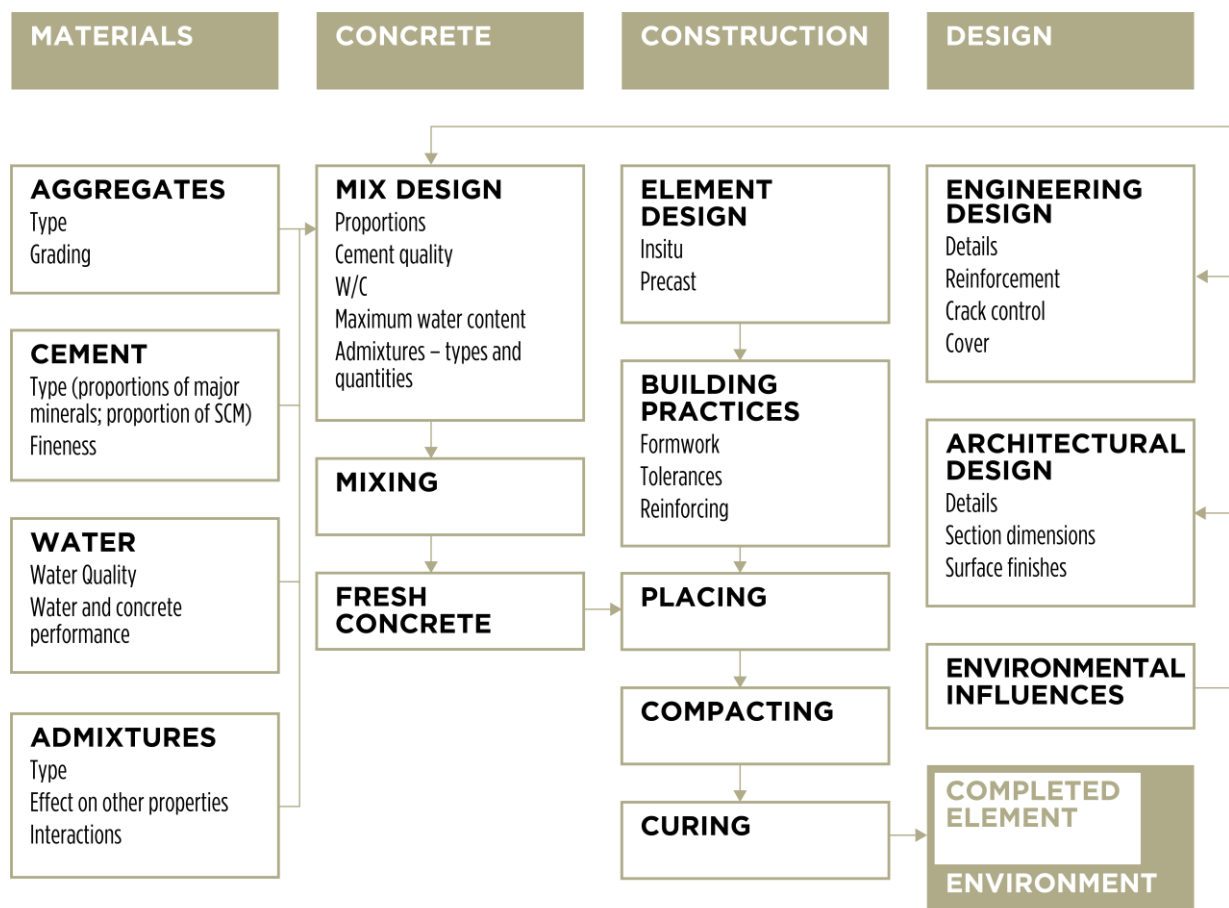 MATERIALS
CONCRETE
CONSTRUCTION
DESIGN
AGGREGATES
Type
Grading
CEMENT
Type (proportions of major
minerals; proportion of SCM)
Fineness
WATER
Water Quality
Water and concrete
performance
ADMIXTURES
Type
Effect on other properties
Interactions
MIX DESIGN
Proportions
Cement quality
W/C
Maximum water content
Admixtures – types and
quantities
MIXING
FRESH
CONCRETE
ELEMENT
DESIGN
Insitu
Precast
BUILDING
PRACTICES
Formwork
Tolerances
Reinforcing
PLACING
COMPACTING
CURING
ENGINEERING
DESIGN
Details
Reinforcement
Crack control
Cover
ARCHITECTURAL
DESIGN
Details
Section dimensions
Surface finishes
ENVIRONMENTAL
INFLUENCES
COMPLETED
ELEMENT
ENVIRONMENT